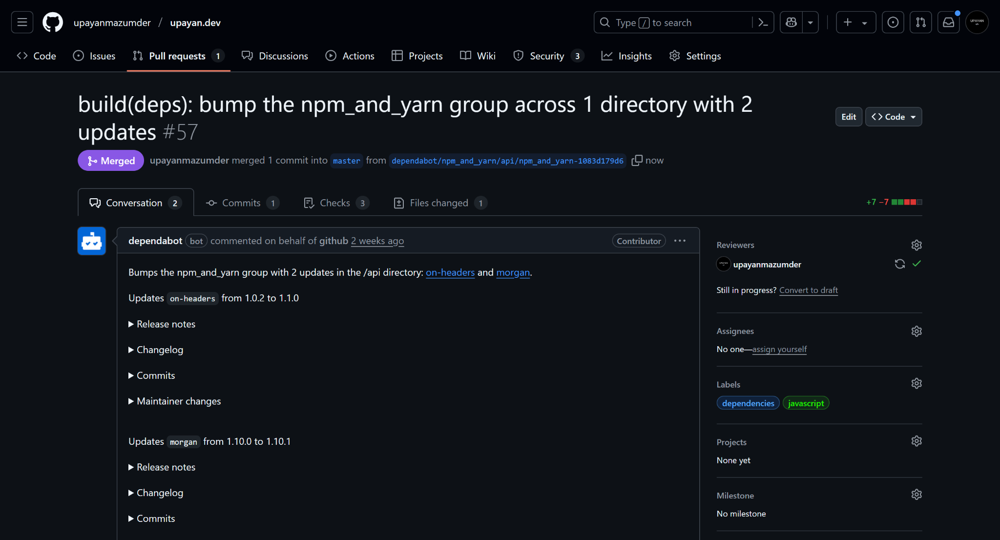 upayanmazumder / upayan.dev
Type / to search
UPAYAN
Code
Issues
Pull requests 1
Discussions
Actions
Projects
Wiki
Security 3
Insights
Settings
build(deps): bump the npm_and_yarn group across 1 directory with 2
updates #57
Edit
Code
Merged
upayanmazumder merged 1 commit into master from dependabot/npm_and_yarn/api/npm_and_yarn-1083d179d6 now
Conversation 2
Commits 1
Checks 3
Files changed 1
+7 −7
dependabot bot commented on behalf of github 2 weeks ago
Contributor
Bumps the npm_and_yarn group with 2 updates in the /api directory: on-headers and morgan.
Updates on-headers from 1.0.2 to 1.1.0
Release notes
Changelog
Commits
Maintainer changes
Updates morgan from 1.10.0 to 1.10.1
Release notes
Changelog
Commits
Reviewers
upayanmazumder
Still in progress? Convert to draft
Assignees
No one—assign yourself
Labels
dependencies
javascript
Projects
None yet
Milestone
No milestone